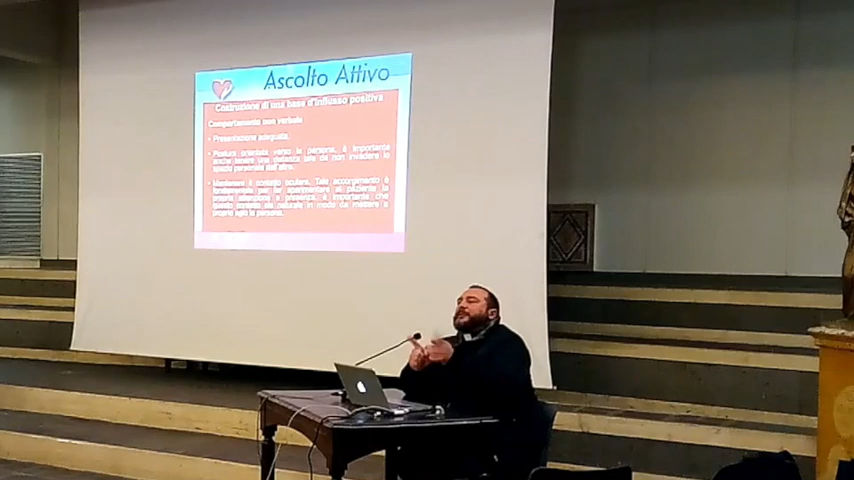 Ascolto Attivo
Costruzione di una base d'influsso positiva
Comportamento non verbale
Presentazione adeguata.
Postura orientata verso la persona, è importante
anche tenere una distanza tale da non invadere lo
spazio personale dell'altro.
Mantenere il contatto oculare. Tale accorgimento è
fondamentale per far sperimentare al paziente la
propria attenzione e presenza, è importante che
questo avvenga sia naturale in modo da mettere a
proprio agio la persona.